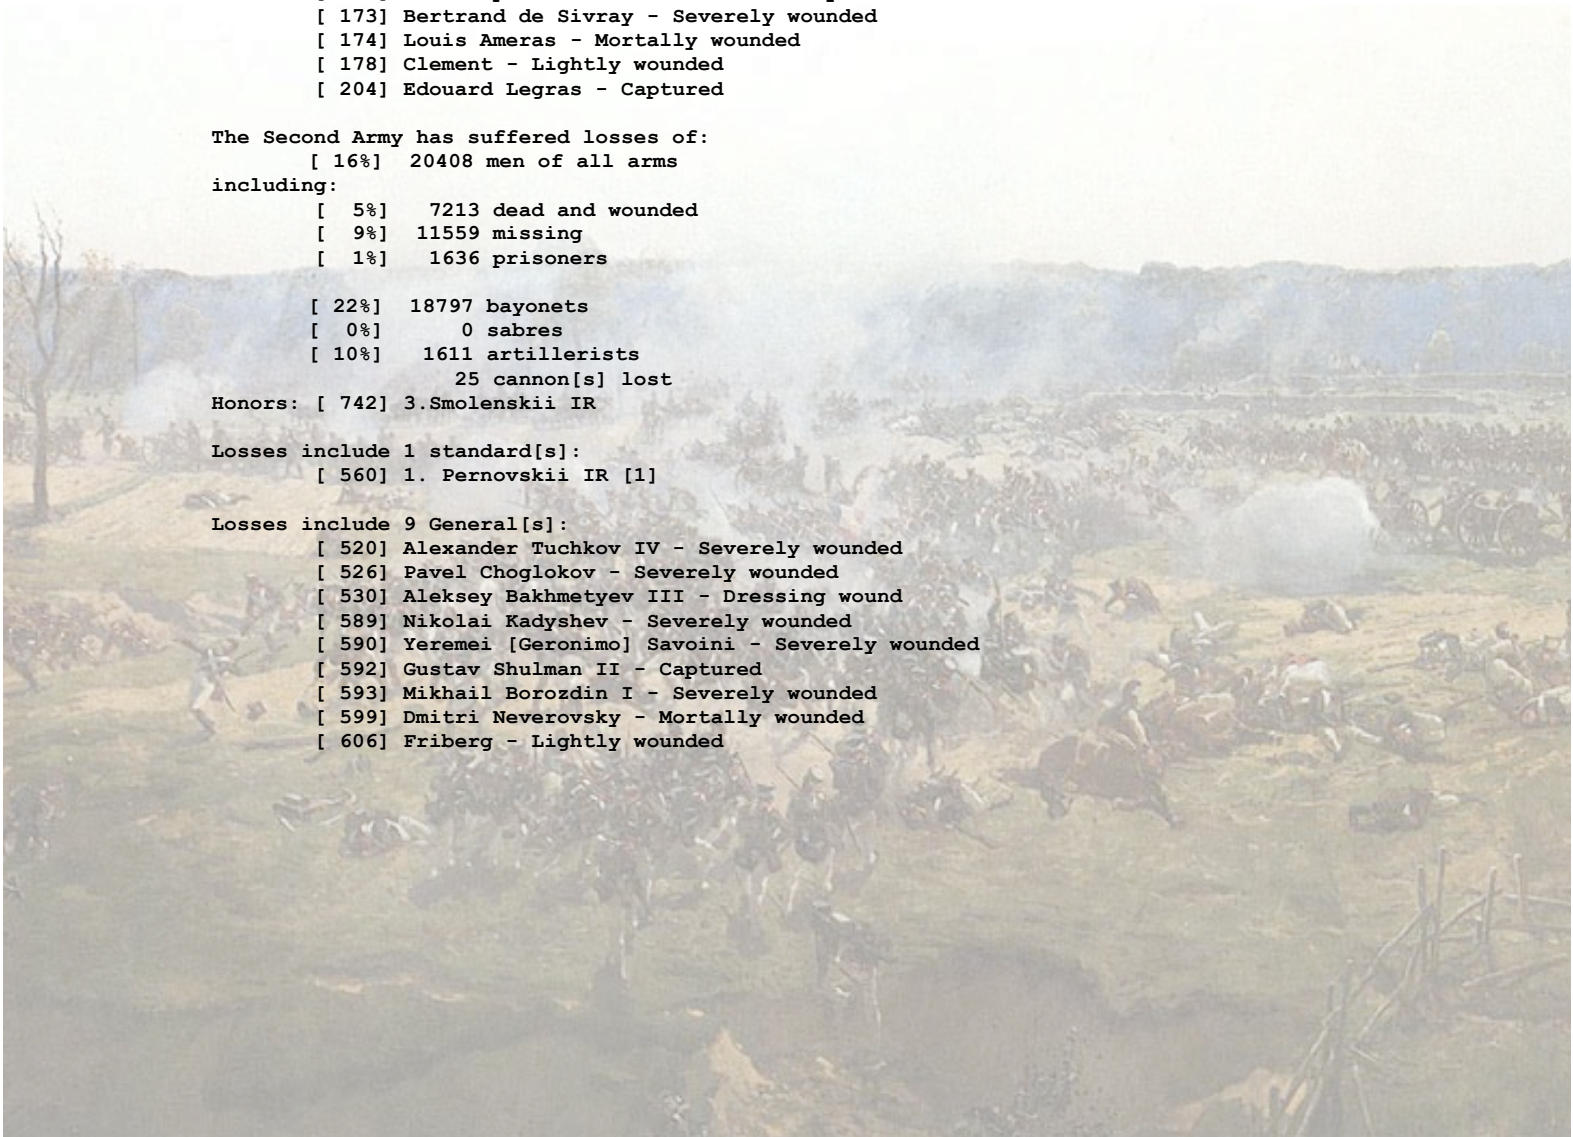 [ 173] Bertrand de Sivray - Severely wounded
[ 174] Louis Ameras - Mortally wounded
[ 178] Clement - Lightly wounded
[ 204] Edouard Legras - Captured
The Second Army has suffered losses of:
[ 16%] 20408 men of all arms
including:
[ 5%] 7213 dead and wounded
[ 9%] 11559 missing
[ 1%] 1636 prisoners
[ 22%] 18797 bayonets
[ 0%] 0 sabres
[ 10%] 1611 artillerists
25 cannon[s] lost
Honors: [ 742] 3.Smolenskii IR
Losses include 1 standard[s]:
[ 560] 1. Pernovskii IR [1]
Losses include 9 General[s]:
[ 520] Alexander Tuchkov IV - Severely wounded
[ 526] Pavel Choglokov - Severely wounded
[ 530] Aleksey Bakhmetyev III - Dressing wound
[ 589] Nikolai Kadyshev - Severely wounded
[ 590] Yeremei [Geronimo] Savoini - Severely wounded
[ 592] Gustav Shulman II - Captured
[ 593] Mikhail Borozdin I - Severely wounded
[ 599] Dmitri Neverovsky - Mortally wounded
[ 606] Friberg - Lightly wounded